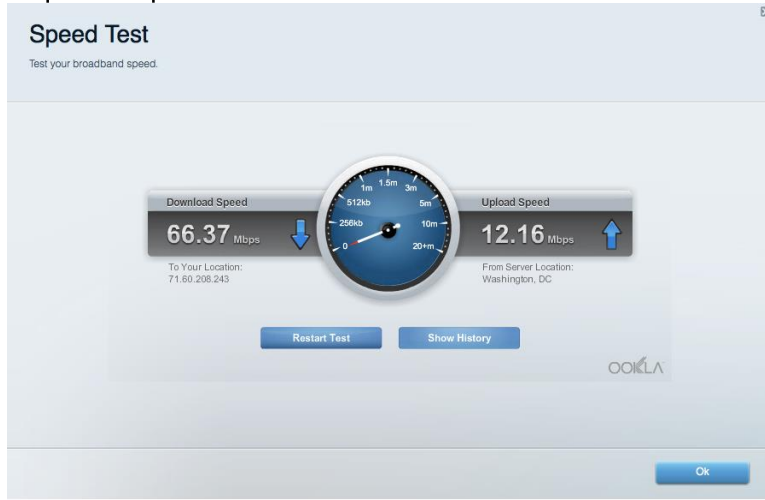 Speed Test
Test your broadband speed.
Download Speed
66.37 Mbps
To Your Location:
71.60.208.243
0
256kb
512kb
1m
1.5m
3m
5m
10m
20+m
Upload Speed
12.16 Mbps
From Server Location:
Washington, DC
Restart Test
Show History
OOKLA
Ok